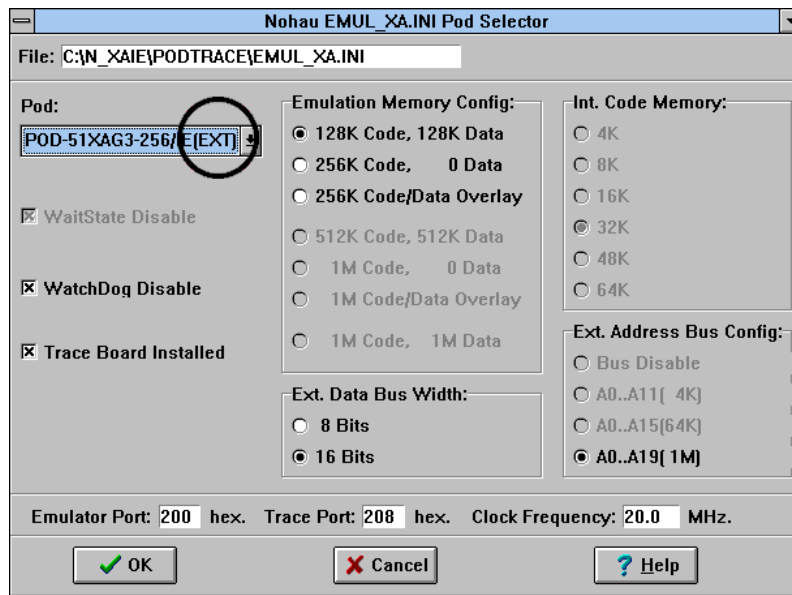 Nohau EMUL_XA.INI Pod Selector
File: C:\N_XAIE\PODTRACE\EMUL_XA.INI
Pod:
POD-51XAG3-256/IE(EXT)
WaitState Disable
WatchDog Disable
Trace Board Installed
Emulation Memory Config:
128K Code, 128K Data
256K Code, 0 Data
256K Code/Data Overlay
512K Code, 512K Data
1M Code, 0 Data
1M Code/Data Overlay
1M Code, 1M Data
Ext. Data Bus Width:
8 Bits
16 Bits
Int. Code Memory:
4K
8K
16K
32K
48K
64K
Ext. Address Bus Config:
Bus Disable
A0..A11( 4K)
A0..A15(64K)
A0..A19( 1M)
Emulator Port: 200 hex. Trace Port: 208 hex. Clock Frequency: 20.0 MHz.
OK
Cancel
Help